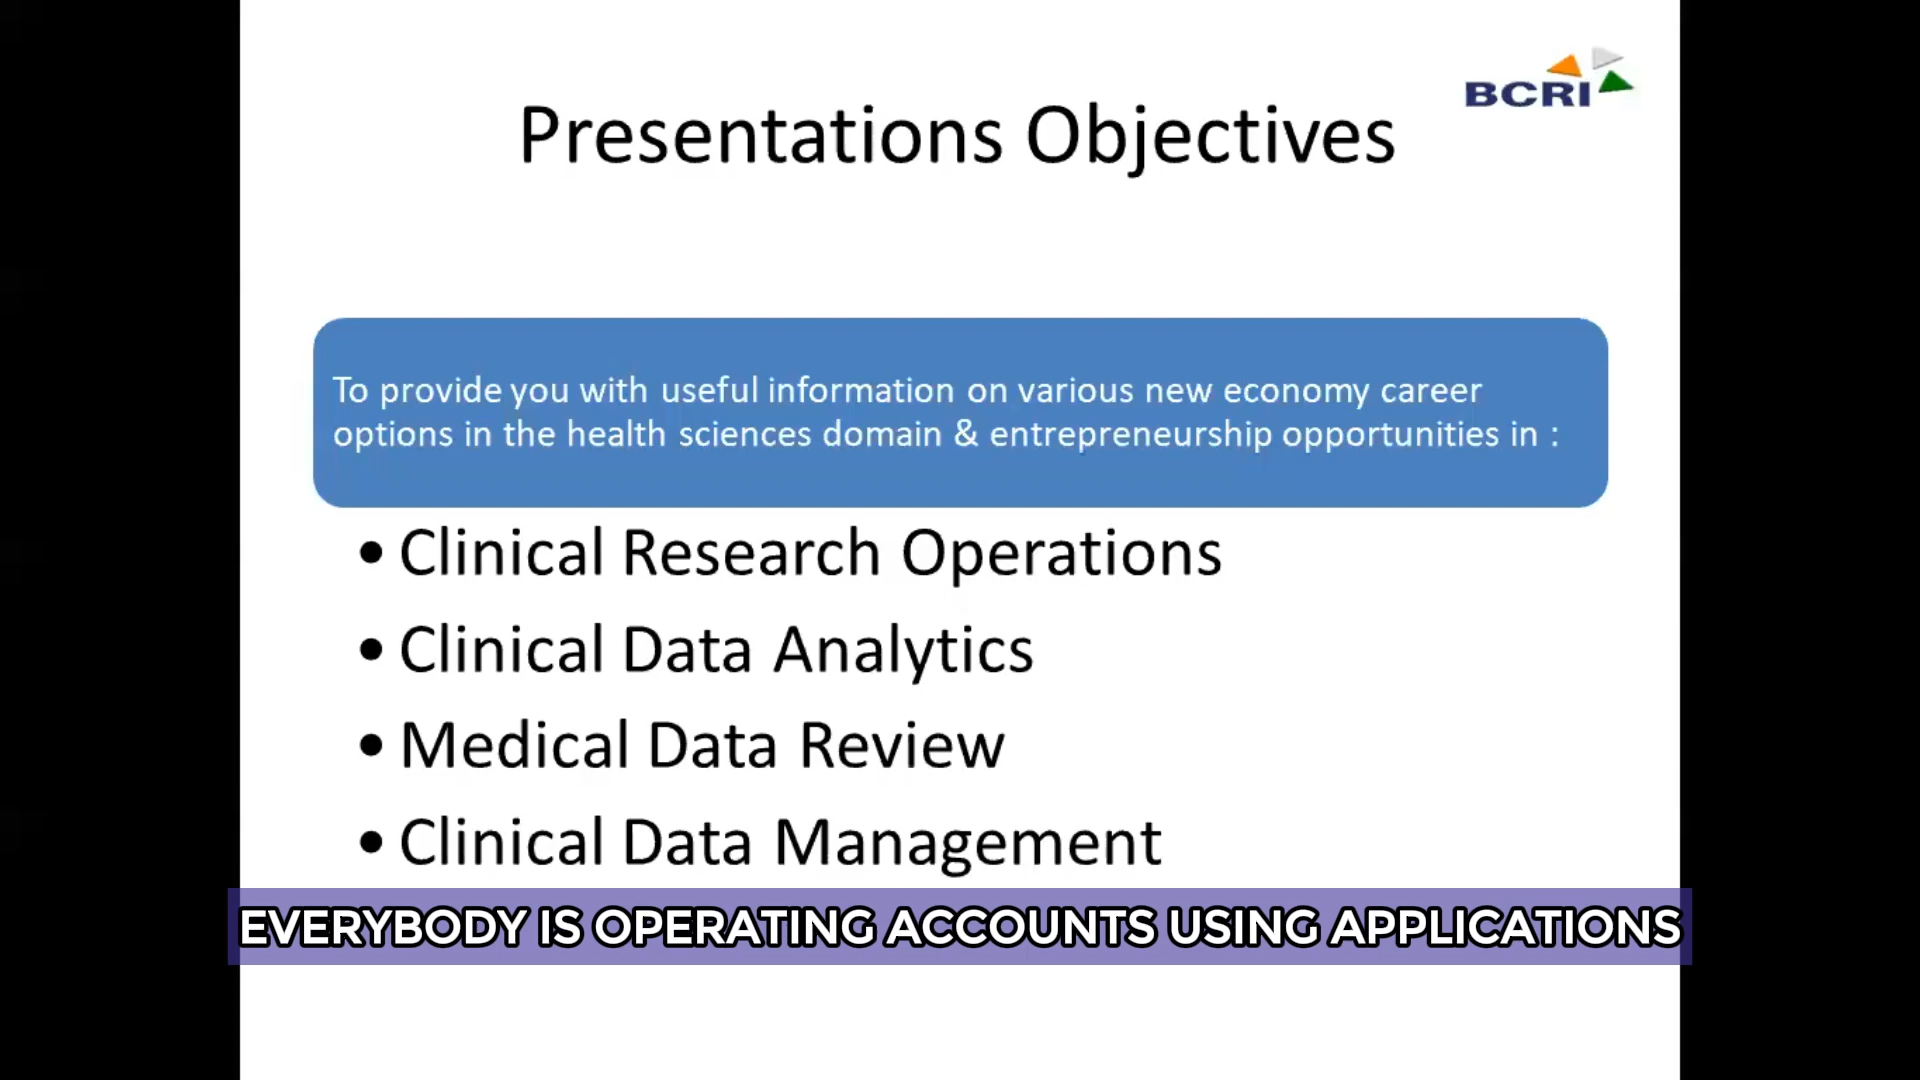 BCRI
Presentations Objectives
To provide you with useful information on various new economy career
options in the health sciences domain & entrepreneurship opportunities in :
• Clinical Research Operations
• Clinical Data Analytics
• Medical Data Review
• Clinical Data Management
EVERYBODY IS OPERATING ACCOUNTS USING APPLICATIONS